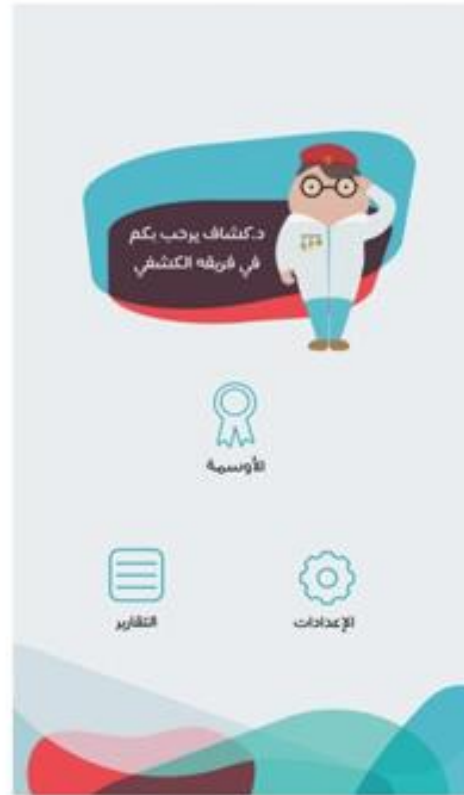 د.كشاف يرحب بكم
في فريقه الكشفي
الأوسمة
الإعدادات
التقارير